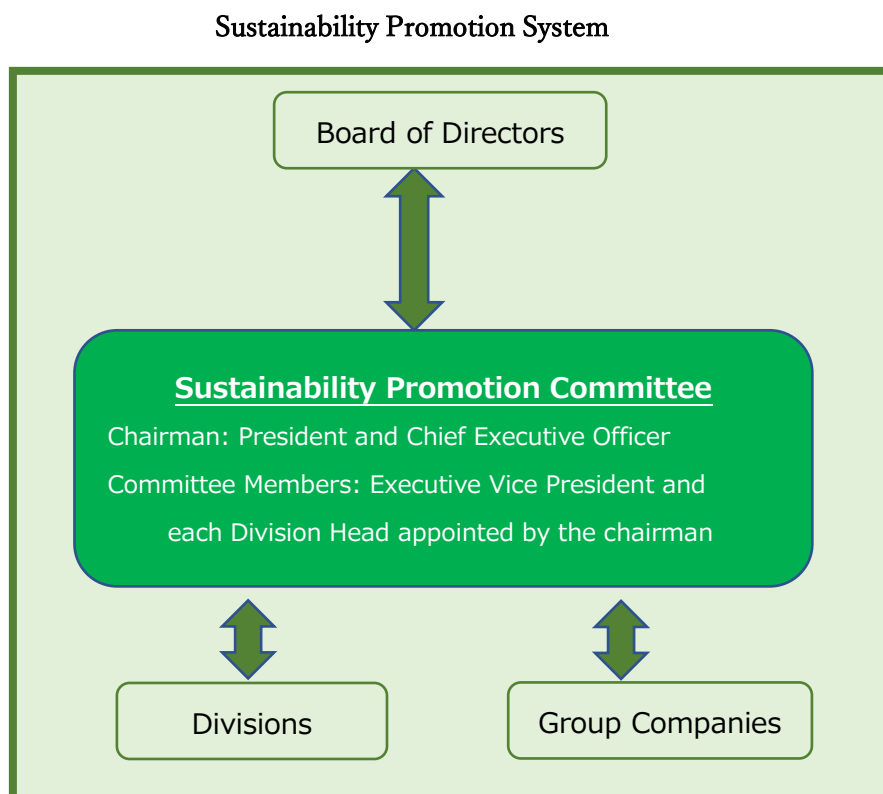 Sustainability Promotion System
Board of Directors
Sustainability Promotion Committee
Chairman: President and Chief Executive Officer
Committee Members: Executive Vice President and
each Division Head appointed by the chairman
Divisions
Group Companies